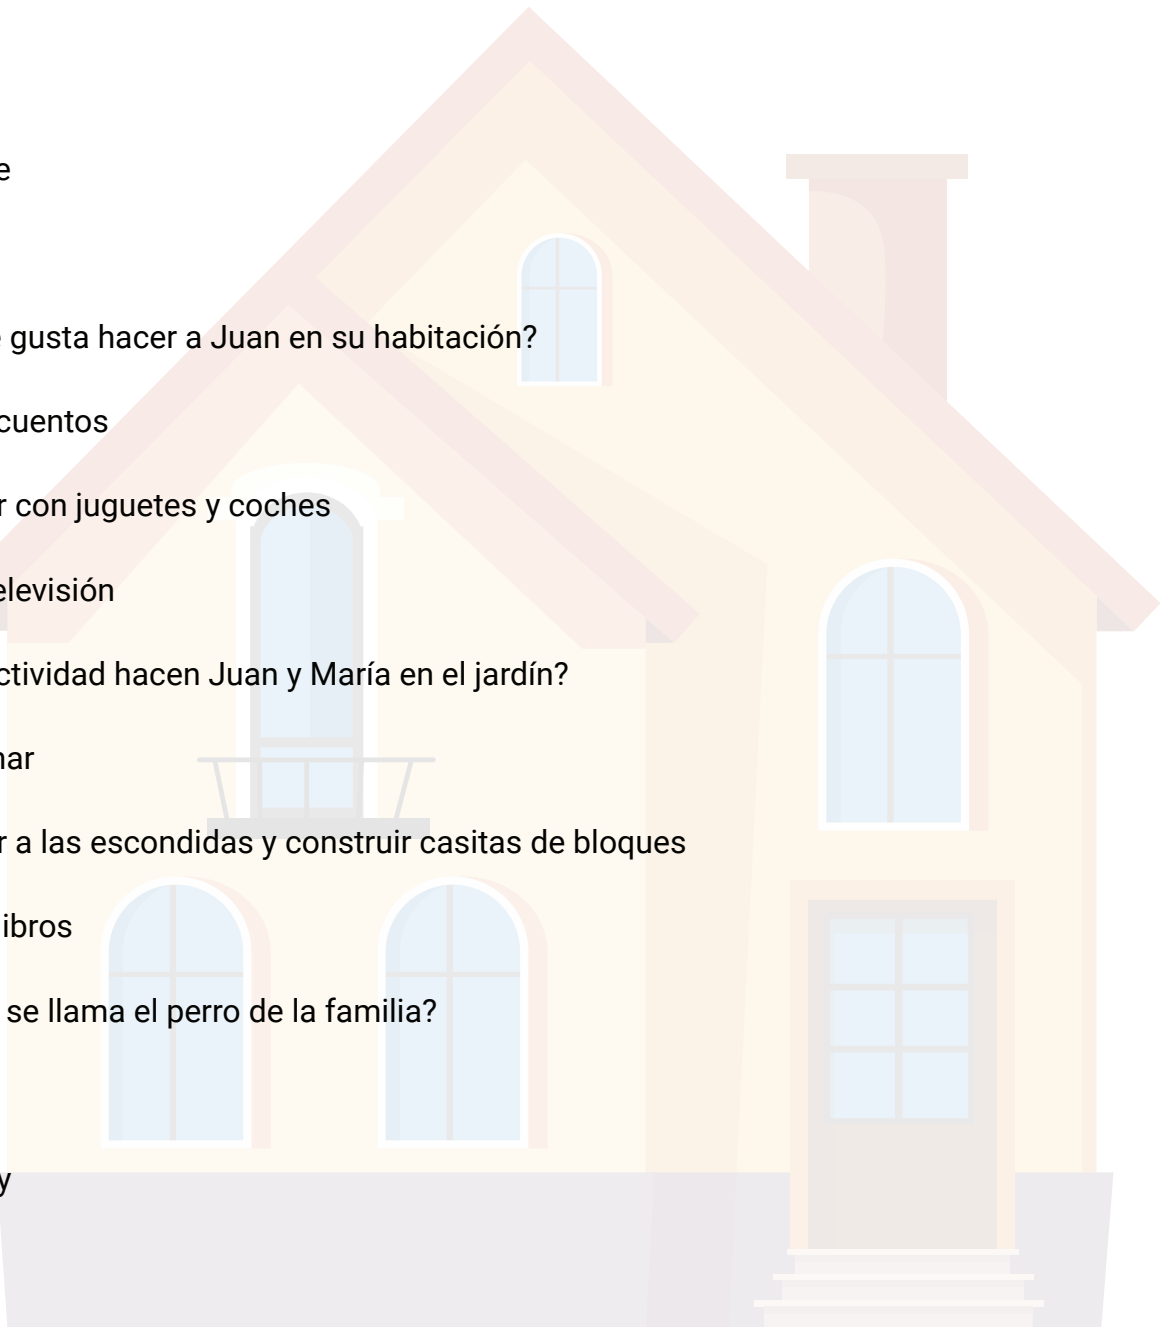 e
gusta hacer a Juan en su habitación?
cuentos
r con juguetes y coches
elevisión
ctividad hacen Juan y María en el jardín?
nar
r a las escondidas y construir casitas de bloques
ibros
se llama el perro de la familia?
y